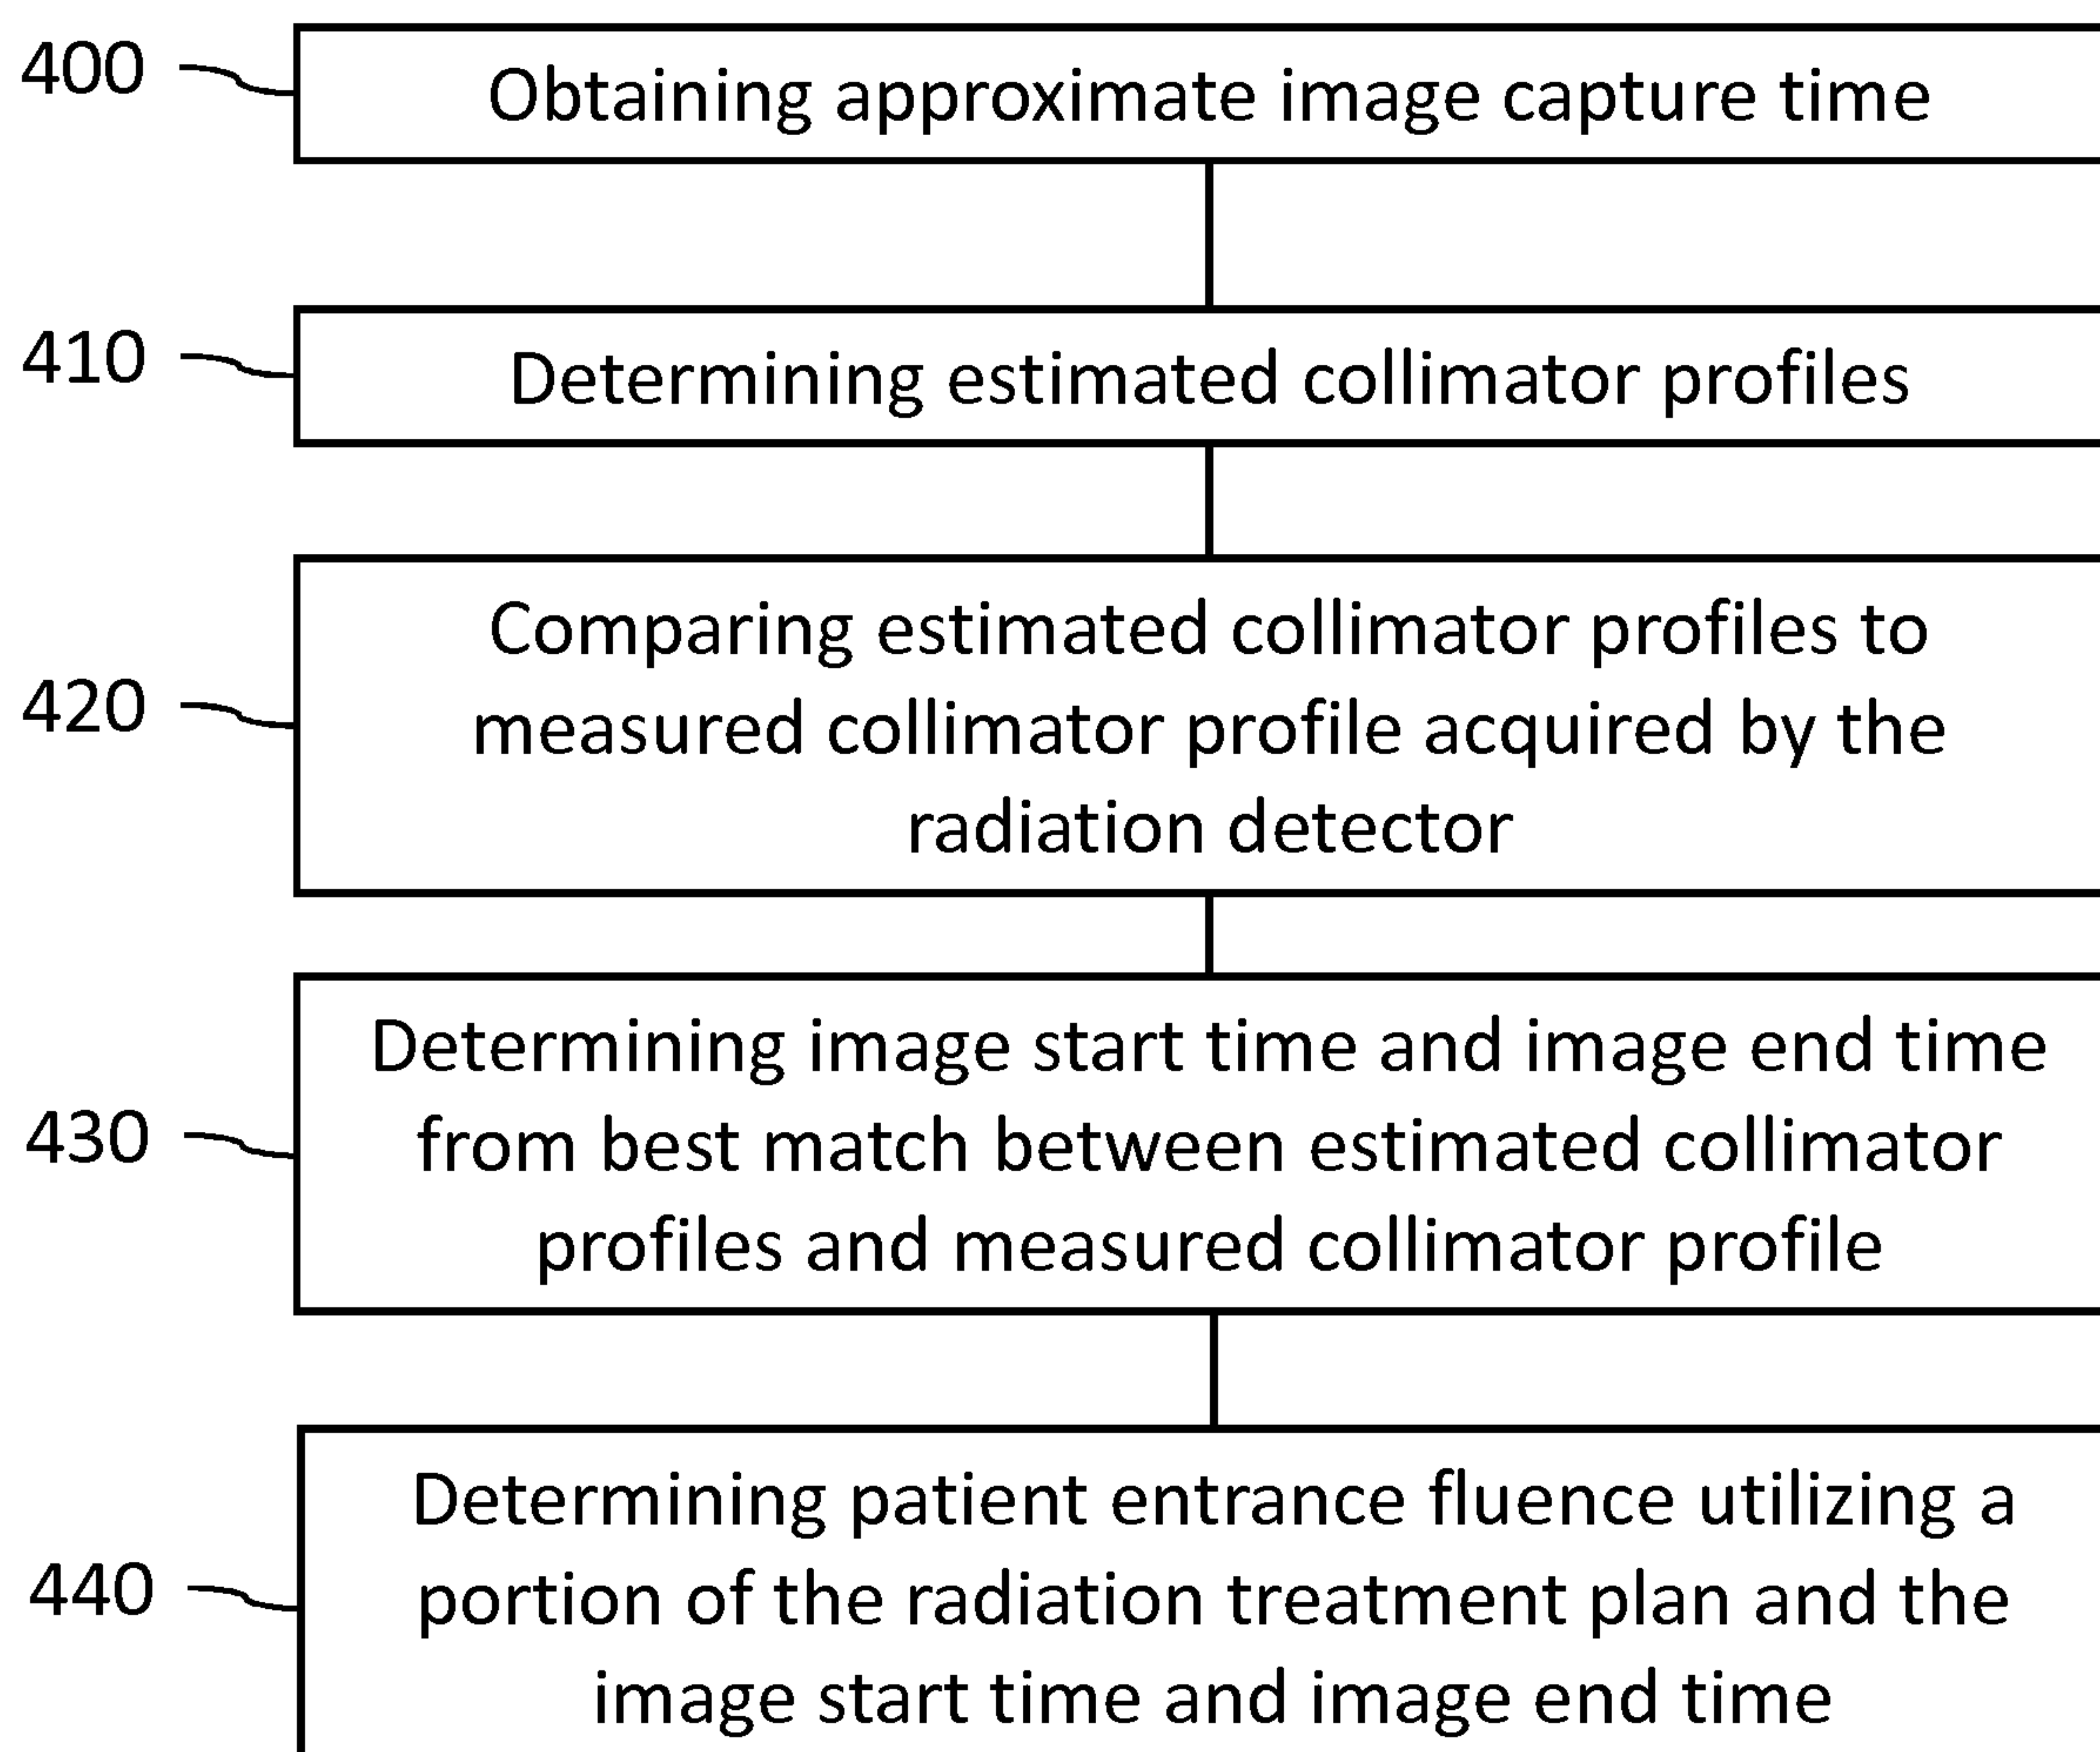 400
Obtaining approximate image capture time
410
Determining estimated collimator profiles
420
Comparing estimated collimator profiles to
measured collimator profile acquired by the
radiation detector
430
Determining image start time and image end time
from best match between estimated collimator
profiles and measured collimator profile
440
Determining patient entrance fluence utilizing a
portion of the radiation treatment plan and the
image start time and image end time